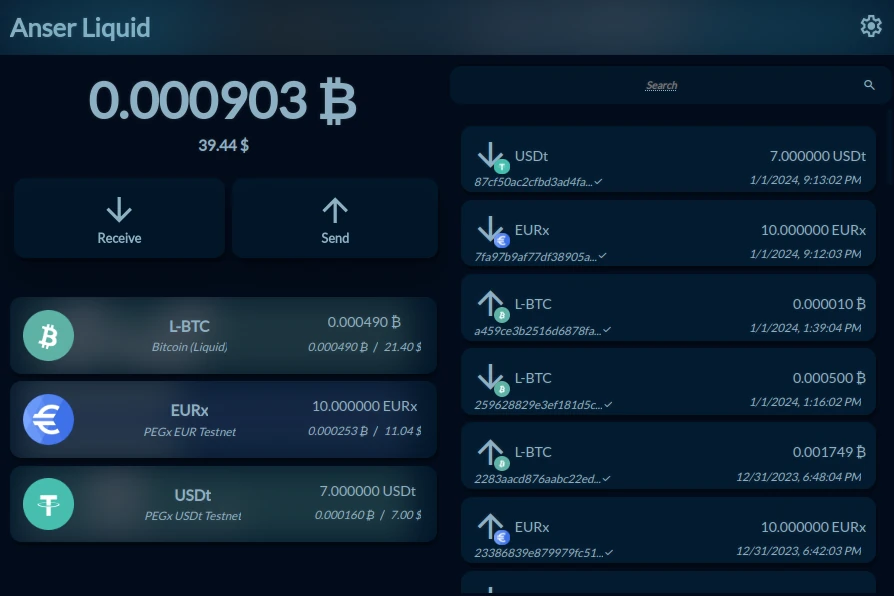 Anser Liquid
0.000903 ₿
39.44 $
Receive
Send
L-BTC
Bitcoin (Liquid)
0.000490 ₿
0.000490 ₿ / 21.40 $
EURx
PEGx EUR Testnet
10.000000 EURx
0.000253 ₿ / 11.04 $
USDt
PEGx USDt Testnet
7.000000 USDt
0.000160 ₿ / 7.00 $
Search
USDt
7.000000 USDt
87cf50ac2cfbd3ad4fa...
1/1/2024, 9:13:02 PM
EURx
10.000000 EURx
7fa97b9af77df38905a...
1/1/2024, 9:12:03 PM
L-BTC
0.000010 ₿
a459ce3b2516d6878fa...
1/1/2024, 1:39:04 PM
L-BTC
0.000500 ₿
259628829e3ef181d5c...
1/1/2024, 1:16:02 PM
L-BTC
0.001749 ₿
2283aacd876aabc22ed...
12/31/2023, 6:48:04 PM
EURx
10.000000 EURx
23386839e879979fc51...
12/31/2023, 6:42:03 PM